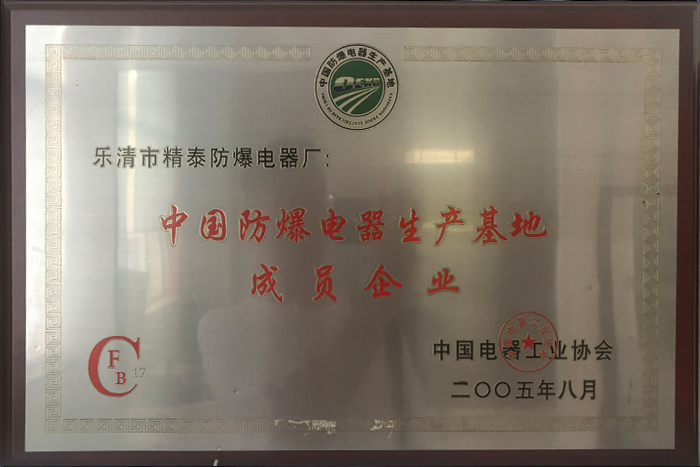 中国防爆电器生产基地
乐清市精泰防爆电器厂:
中国防爆电器生产基地
成员企业
CFB17
中国电器工业协会
二〇〇五年八月